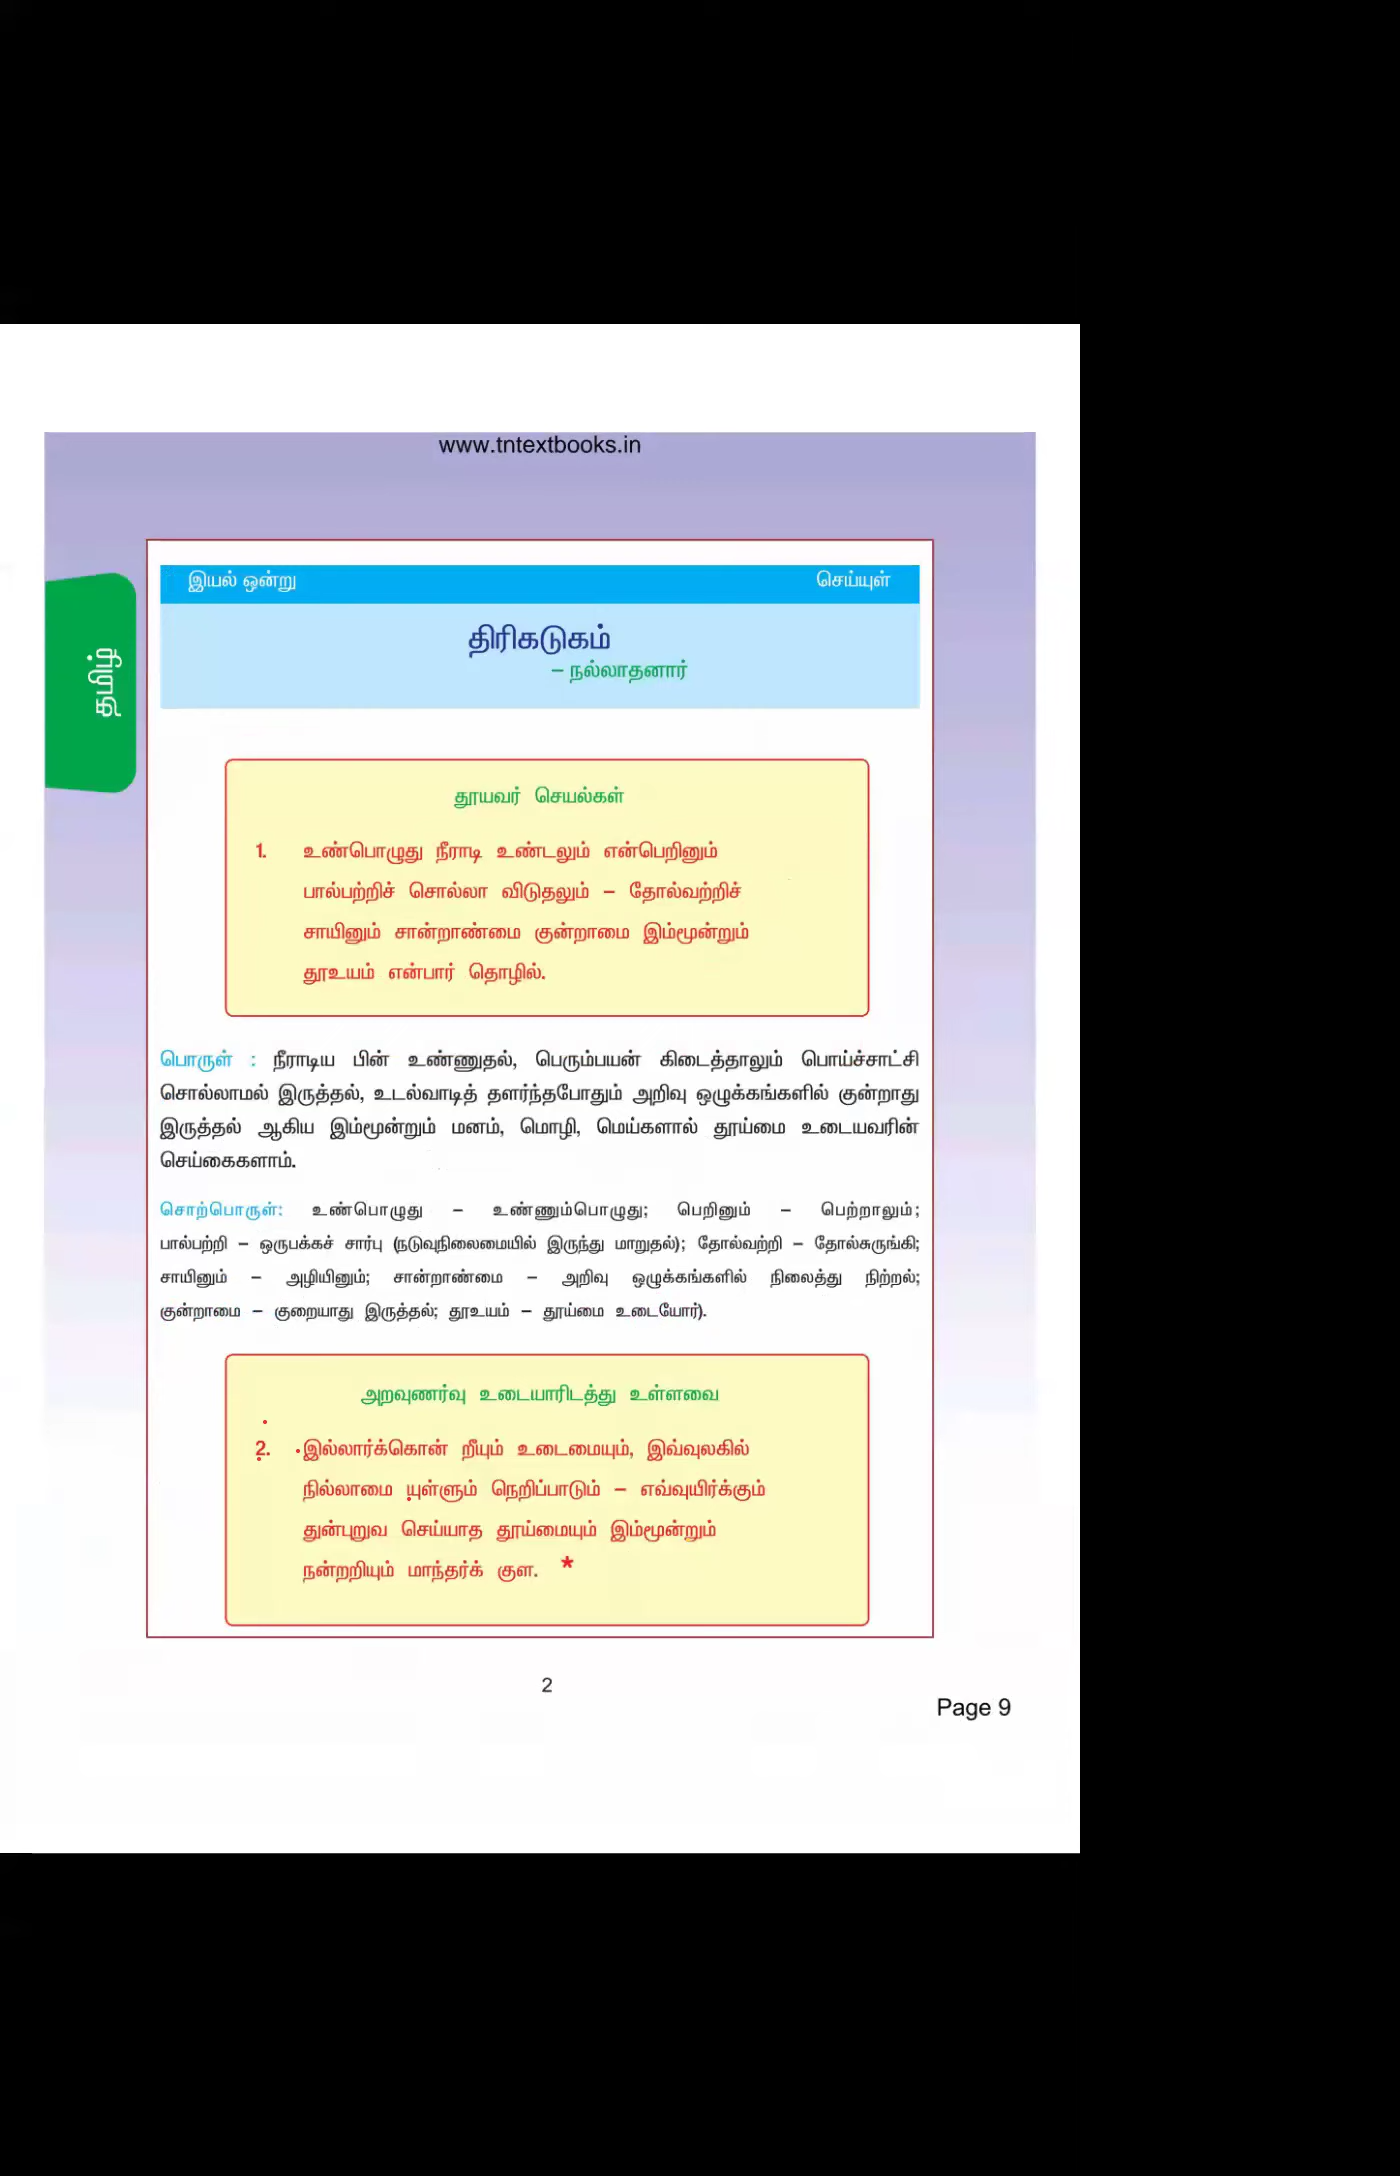 www.tntextbooks.in
இயல் ஒன்று செய்யுள்
திரிகடுகம்
– நல்லாதனார்
தமிழ்
தூயவர் செயல்கள்
1. உண்பொழுது நீராடி உண்டலும் என்பெறினும்
பால்பற்றிச் சொல்லா விடுதலும் – தோல்வற்றிச்
சாயினும் சான்றாண்மை குன்றாமை இம்மூன்றும்
தூஉயம் என்பார் தொழில்.
பொருள் : நீராடிய பின் உண்ணுதல், பெரும்பயன் கிடைத்தாலும் பொய்ச்சாட்சி
சொல்லாமல் இருத்தல், உடல்வாடித் தளர்ந்தபோதும் அறிவு ஒழுக்கங்களில் குன்றாது
இருத்தல் ஆகிய இம்மூன்றும் மனம், மொழி, மெய்களால் தூய்மை உடையவரின்
செய்கைகளாம்.
சொற்பொருள்: உண்பொழுது – உண்ணும்பொழுது; பெறினும் – பெற்றாலும்;
பால்பற்றி – ஒருபக்கச் சார்பு (நடுவுநிலைமையில் இருந்து மாறுதல்); தோல்வற்றி – தோல்சுருங்கி;
சாயினும் – அழியினும்; சான்றாண்மை – அறிவு ஒழுக்கங்களில் நிலைத்து நிற்றல்;
குன்றாமை – குறையாது இருத்தல்; தூஉயம் – தூய்மை உடையோர்).
அறவுணர்வு உடையாரிடத்து உள்ளவை
2. இல்லார்க்கொன் றீயும் உடைமையும், இவ்வுலகில்
நில்லாமை யுள்ளும் நெறிப்பாடும் – எவ்வுயிர்க்கும்
துன்புறுவ செய்யாத தூய்மையும் இம்மூன்றும்
நன்றறியும் மாந்தர்க் குள. *
2
Page 9